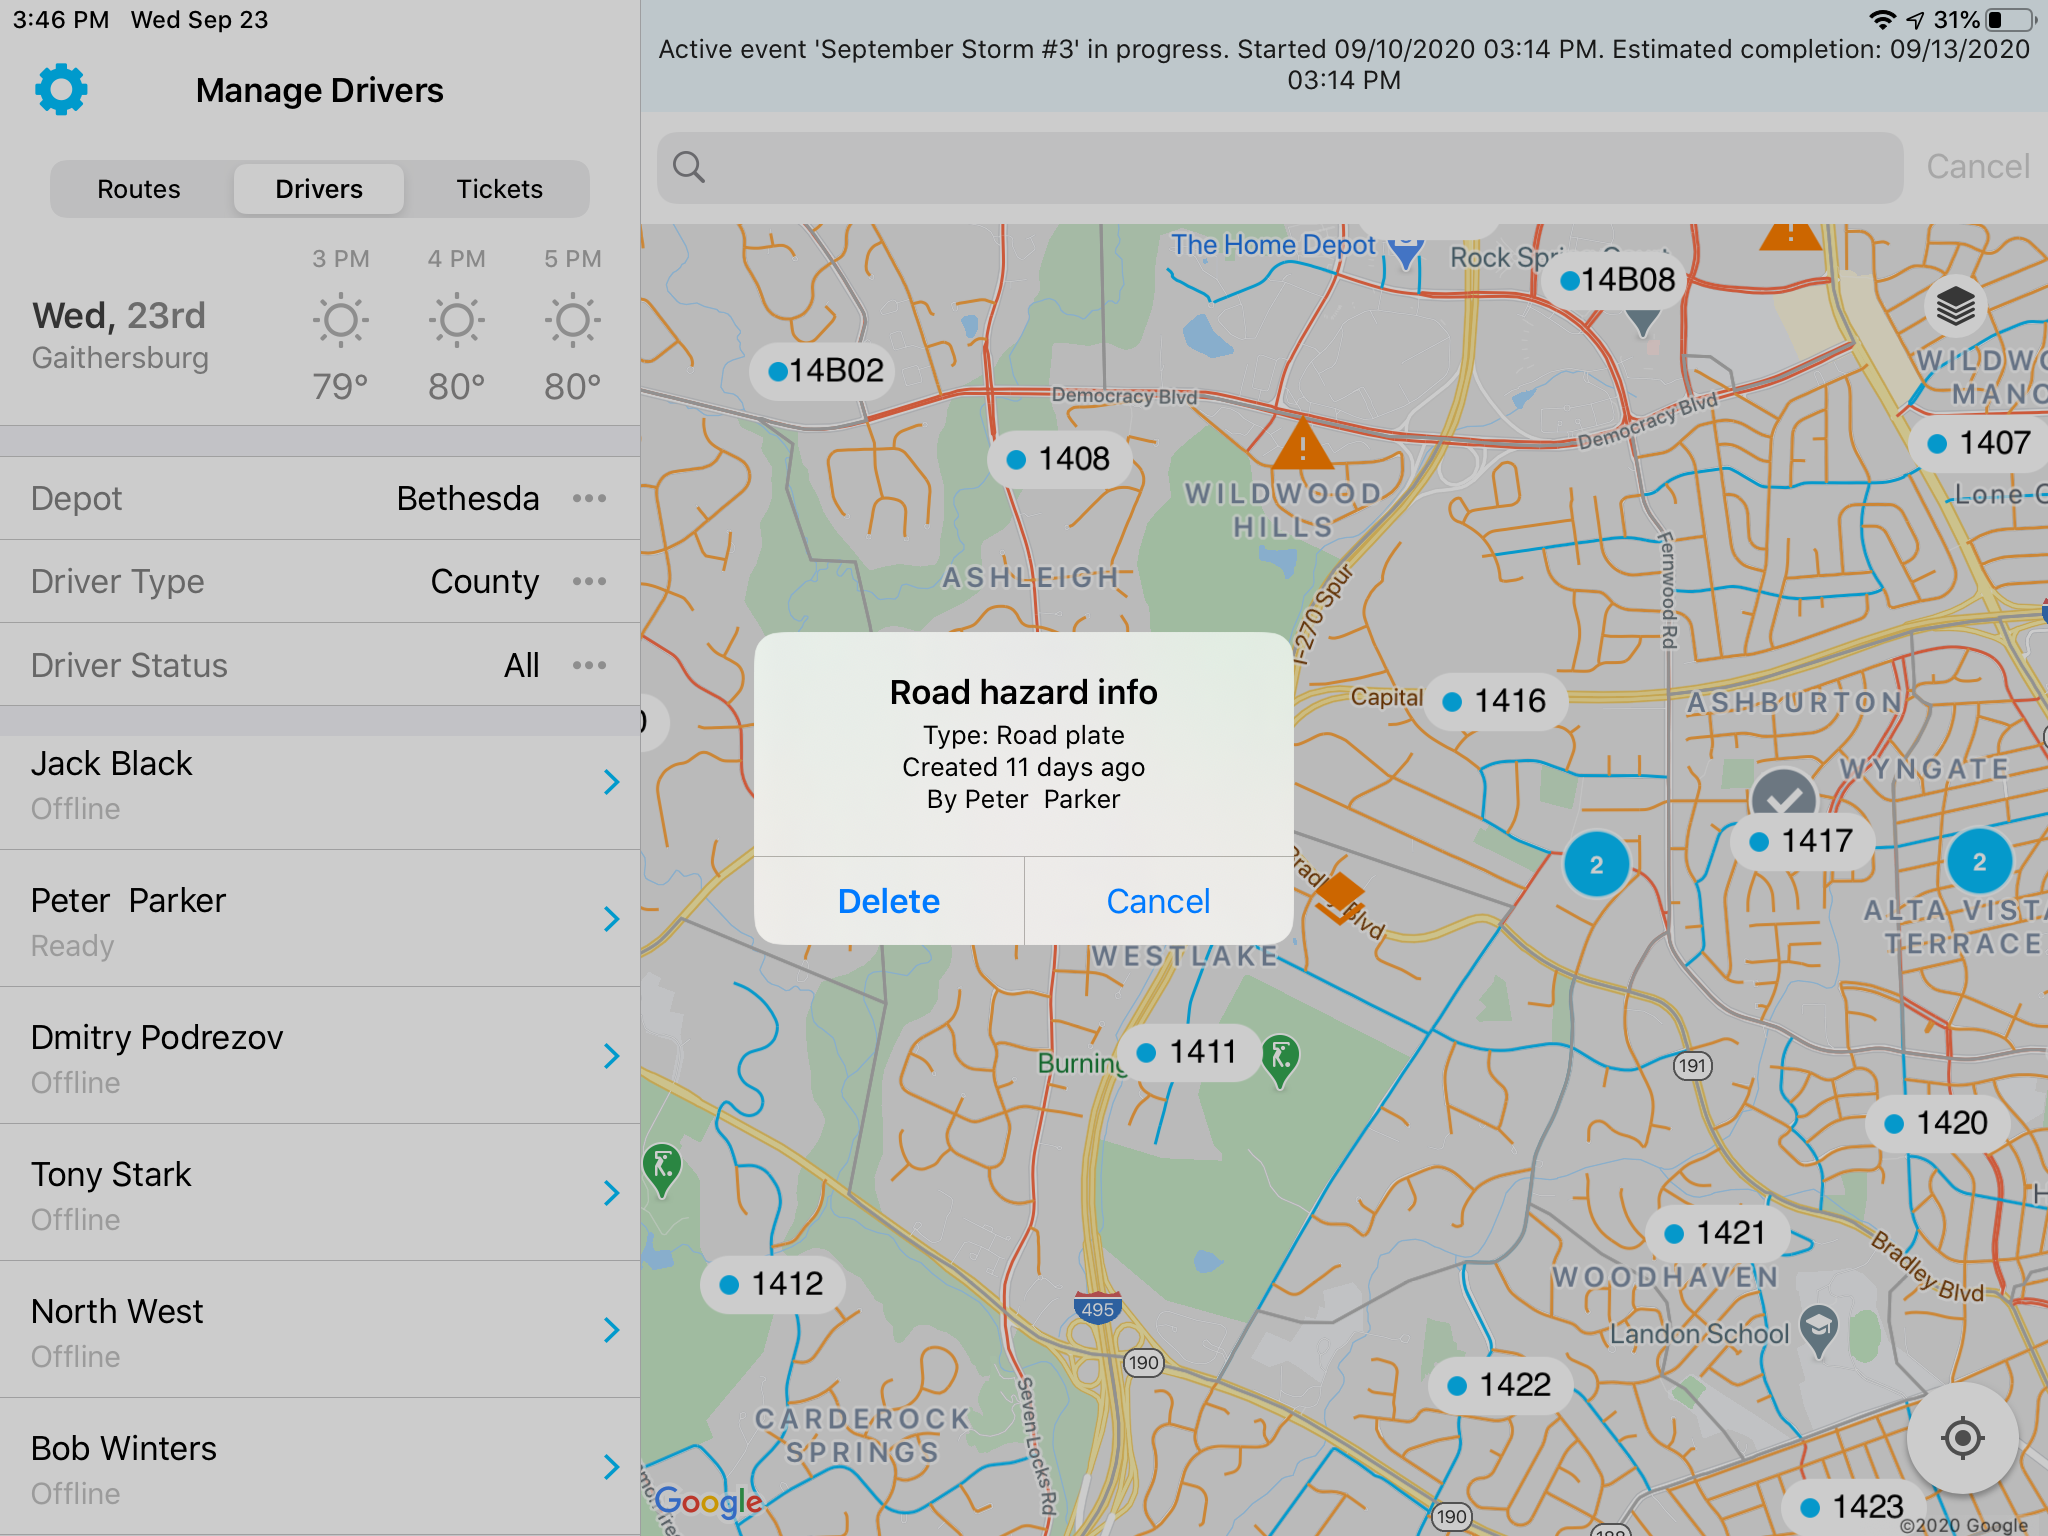 3:46 PM Wed Sep 23
31%
Active event 'September Storm #3' in progress. Started 09/10/2020 03:14 PM. Estimated completion: 09/13/2020
03:14 PM
Manage Drivers
Cancel
Routes Drivers Tickets
3 PM 4 PM 5 PM
Wed, 23rd
Gaithersburg
79° 80° 80°
Depot Bethesda
Driver Type County
Driver Status All
Jack Black
Offline
Peter Parker
Ready
Dmitry Podrezov
Offline
Tony Stark
Offline
North West
Offline
Bob Winters
Offline
The Home Depot
Rock
14B08
14B02
Democracy Blvd
Democracy Blvd
1408
1407
WILDWOOD
HILLS
Lone
ASHLEIGH
Fernwood Rd
I-270 Spur
Road hazard info
Type: Road plate
Created 11 days ago
By Peter Parker
Delete Cancel
Capital
1416
ASHBURTON
WYNGATE
1417
2
2
Bradley Blvd
ALTA VISTA
TERRACE
WESTLAKE
Burning
1411
191
1420
1421
Bradley Blvd
WOODHAVEN
1412
495
Landon School
190
1422
Seven Locks Rd
CARDEROCK
SPRINGS
Google
190
1423
©2020 Google